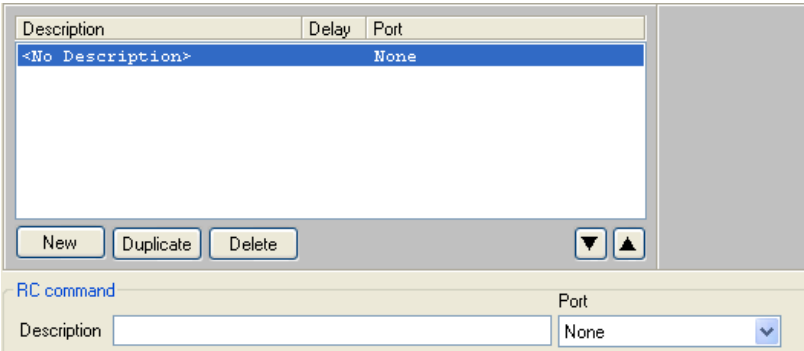 Description Delay Port
<No Description> None
New Duplicate Delete
RC command
Port
Description None